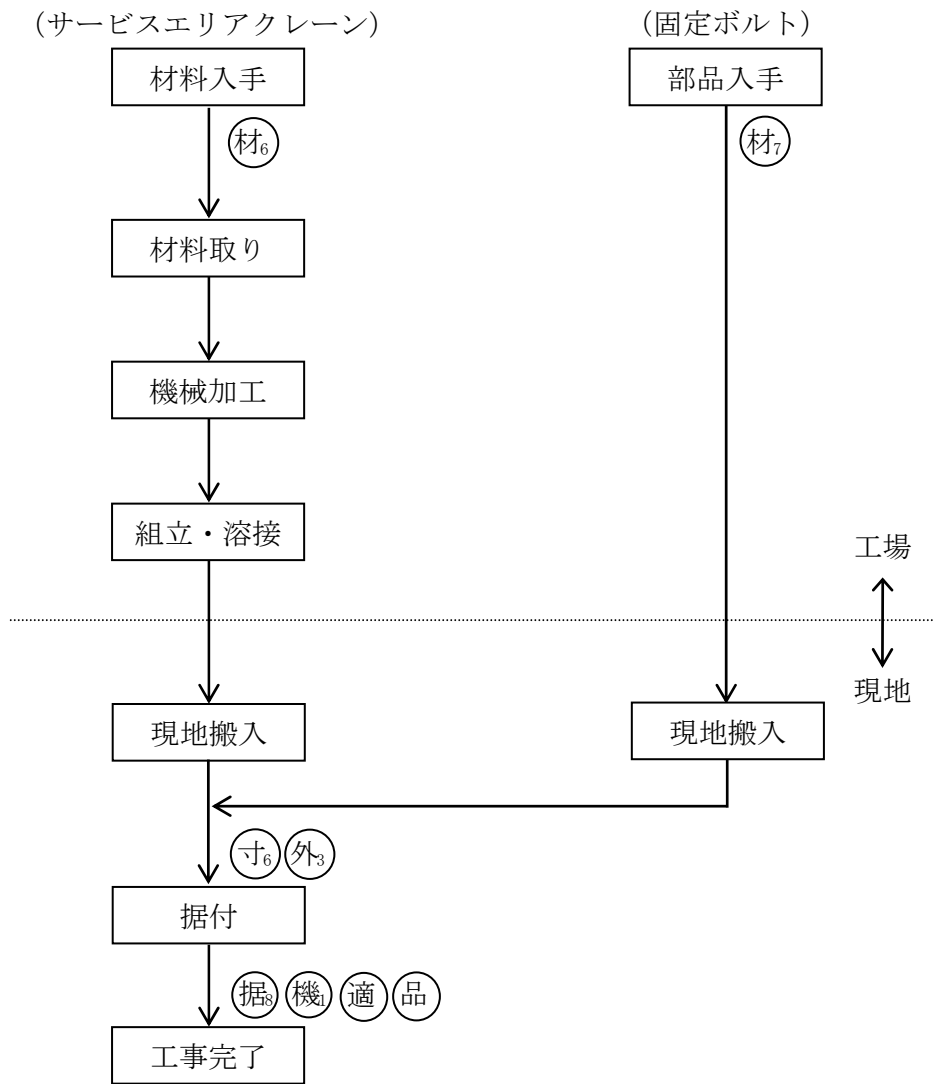 (サービスエリアクレーン)
(固定ボルト)
材料入手
部品入手
材6
材7
材料取り
機械加工
組立・溶接
工場
現地
現地搬入
現地搬入
寸6 外3
据付
据8 機1 適 品
工事完了